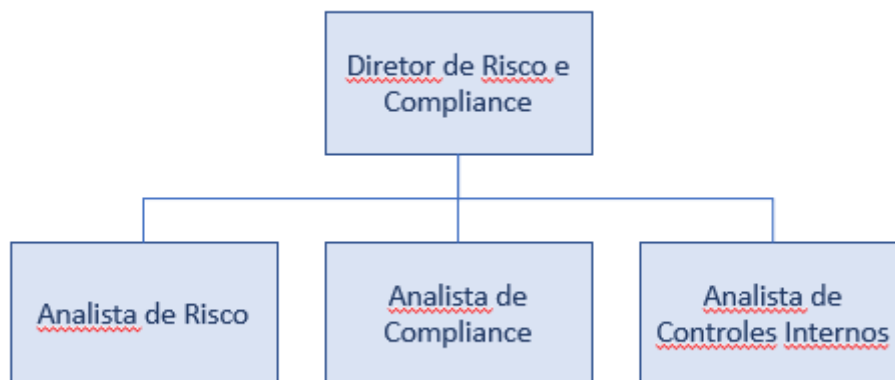 Diretor de Risco e
Compliance
Analista de Risco
Analista de
Compliance
Analista de
Controles Internos